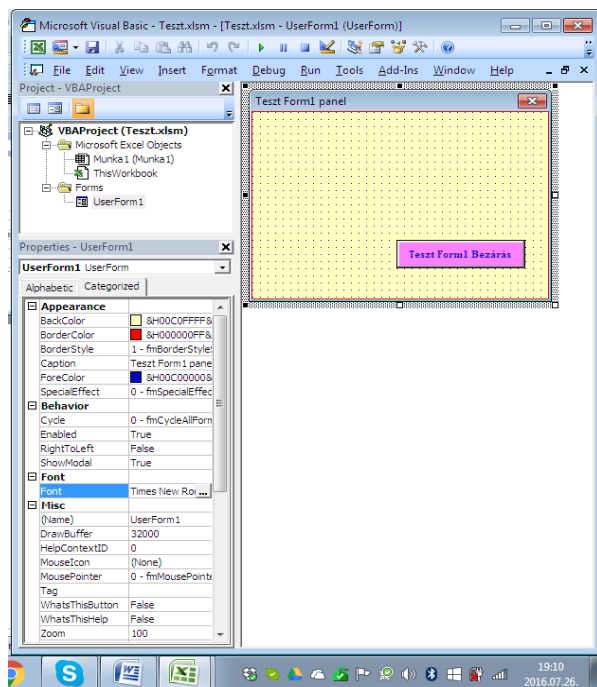 Microsoft Visual Basic - Teszt.xlsm - [Teszt.xlsm - UserForm1 (UserForm)]
File Edit View Insert Format Debug Run Tools Add-Ins Window Help
Project - VBAProject
VBAProject (Teszt.xlsm)
Microsoft Excel Objects
Munka1 (Munka1)
ThisWorkbook
Forms
UserForm1
Teszt Form1 panel
Teszt Form1 Bezárás
Properties - UserForm1
UserForm1 UserForm
Alphabetic Categorized
Appearance
BackColor &H00C0FFFF&
BorderColor &H000000FF&
BorderStyle 1 - fmBorderStyleS
Caption Teszt Form1 pane
ForeColor &H00C00000&
SpecialEffect 0 - fmSpecialEffec
Behavior
Cycle 0 - fmCycleAllForm
Enabled True
RightToLeft False
ShowModal True
Font
Font Times New Ror ...
Misc
(Name) UserForm1
DrawBuffer 32000
HelpContextID 0
MouseIcon (None)
MousePointer 0 - fmMousePointe
Tag
WhatsThisButton False
WhatsThisHelp False
Zoom 100
19:10
2016.07.26.